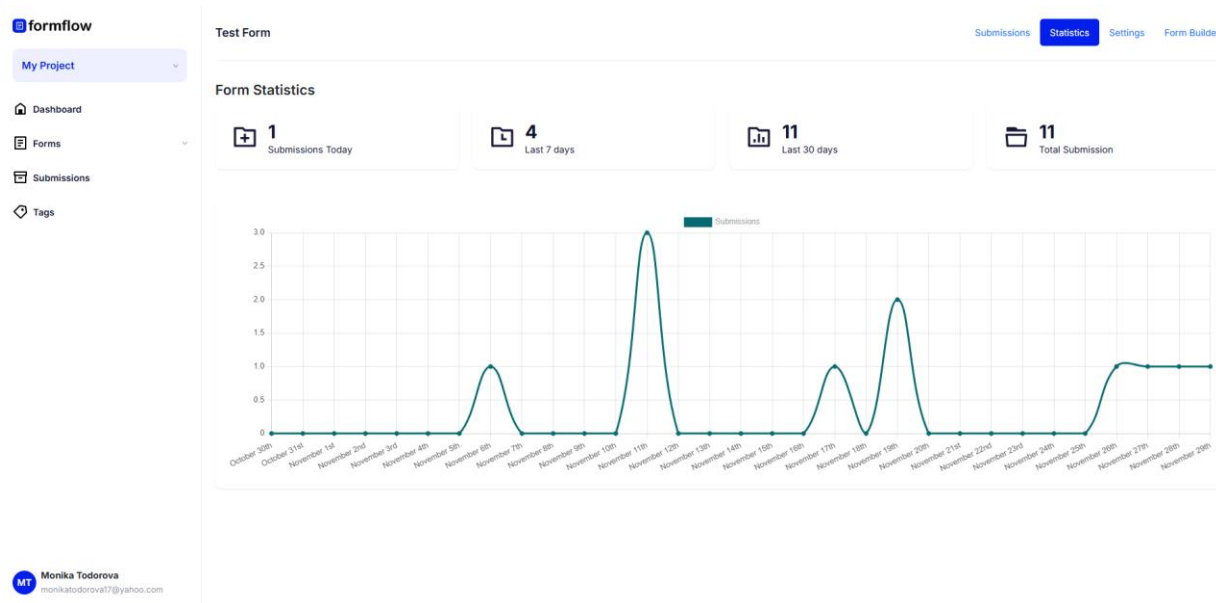 formflow
My Project
Dashboard
Forms
Submissions
Tags
MT
Monika Todorova
monikatodorova17@yahoo.com
Test Form
Submissions Statistics Settings Form Builde
Form Statistics
1
Submissions Today
4
Last 7 days
11
Last 30 days
11
Total Submission
Submissions
3.0
2.5
2.0
1.5
1.0
0.5
0
October 30th October 31st November 1st November 2nd November 3rd November 4th November 5th November 6th November 7th November 8th November 9th November 10th November 11th November 12th November 13th November 14th November 15th November 16th November 17th November 18th November 19th November 20th November 21st November 22nd November 23rd November 24th November 25th November 26th November 27th November 28th November 29th